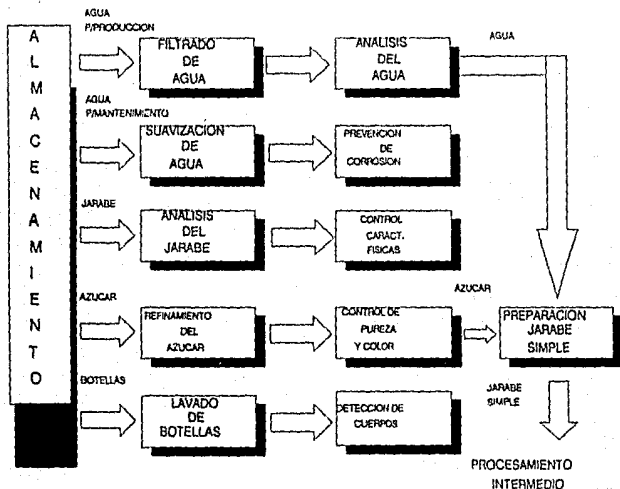 ALMACENAMIENTO
AGUA
P/PRODUCCION
FILTRADO
DE
AGUA
ANALISIS
DEL
AGUA
AGUA
AGUA
P/MANTENIMIENTO
SUAVIZACION
DE
AGUA
PREVENCION
DE
CORROSION
JARABE
ANALISIS
DEL
JARABE
CONTROL
CARACT.
FISICAS
AZUCAR
REFINAMIENTO
DEL
AZUCAR
CONTROL DE
PUREZA
Y COLOR
AZUCAR
PREPARACION
JARABE
SIMPLE
BOTELLAS
LAVADO
DE
BOTELLAS
DETECCION DE
CUERPOS
JARABE
SIMPLE
PROCESAMIENTO
INTERMEDIO